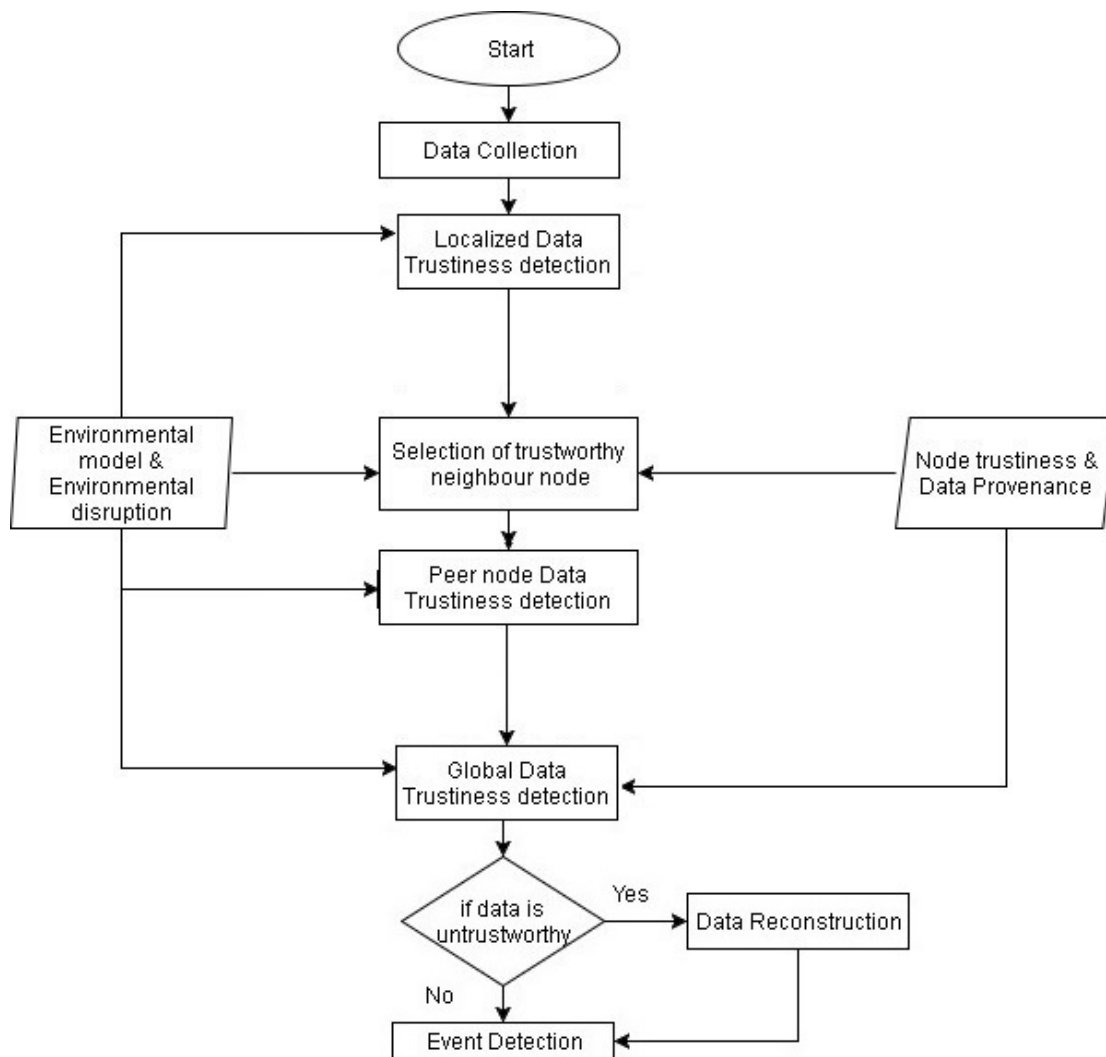 Start
Data Collection
Localized Data
Trustiness detection
Environmental
model &
Environmental
disruption
Selection of trustworthy
neighbour node
Node trustiness &
Data Provenance
Peer node Data
Trustiness detection
Global Data
Trustiness detection
if data is
untrustworthy
Yes
Data Reconstruction
No
Event Detection